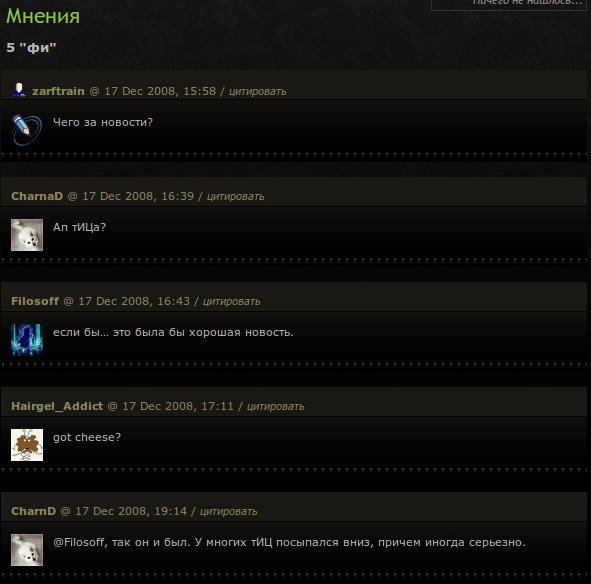 Ничего не нашлось...
Мнения
5 "фи"
zarftrain @ 17 Dec 2008, 15:58 / цитировать
Чего за новости?
CharnaD @ 17 Dec 2008, 16:39 / цитировать
Ап тИЦа?
Filosoff @ 17 Dec 2008, 16:43 / цитировать
если бы... это была бы хорошая новость.
Hairgel_Addict @ 17 Dec 2008, 17:11 / цитировать
got cheese?
CharnD @ 17 Dec 2008, 19:14 / цитировать
@Filosoff, так он и был. У многих тИЦ посыпался вниз, причем иногда серьезно.